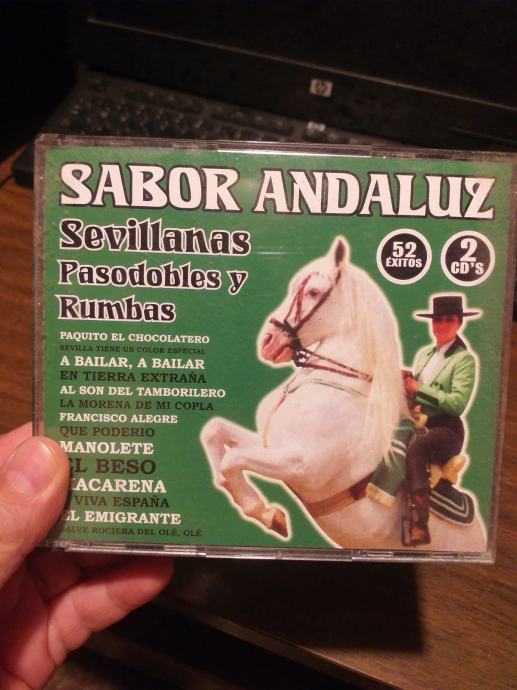 hp
SABOR ANDALUZ
Sevillanas
Pasodobles y
Rumbas
52
ÉXITOS
2
CD'S
PAQUITO EL CHOCOLATERO
SEVILLA TIENE UN COLOR ESPECIAL
A BAILAR, A BAILAR
EN TIERRA EXTRAÑA
AL SON DEL TAMBORILERO
LA MORENA DE MI COPLA
FRANCISCO ALEGRE
QUE PODERIO
MANOLETE
EL BESO
MACARENA
Y VIVA ESPAÑA
EL EMIGRANTE
SALVE ROCIERA DEL OLE, OLÉ